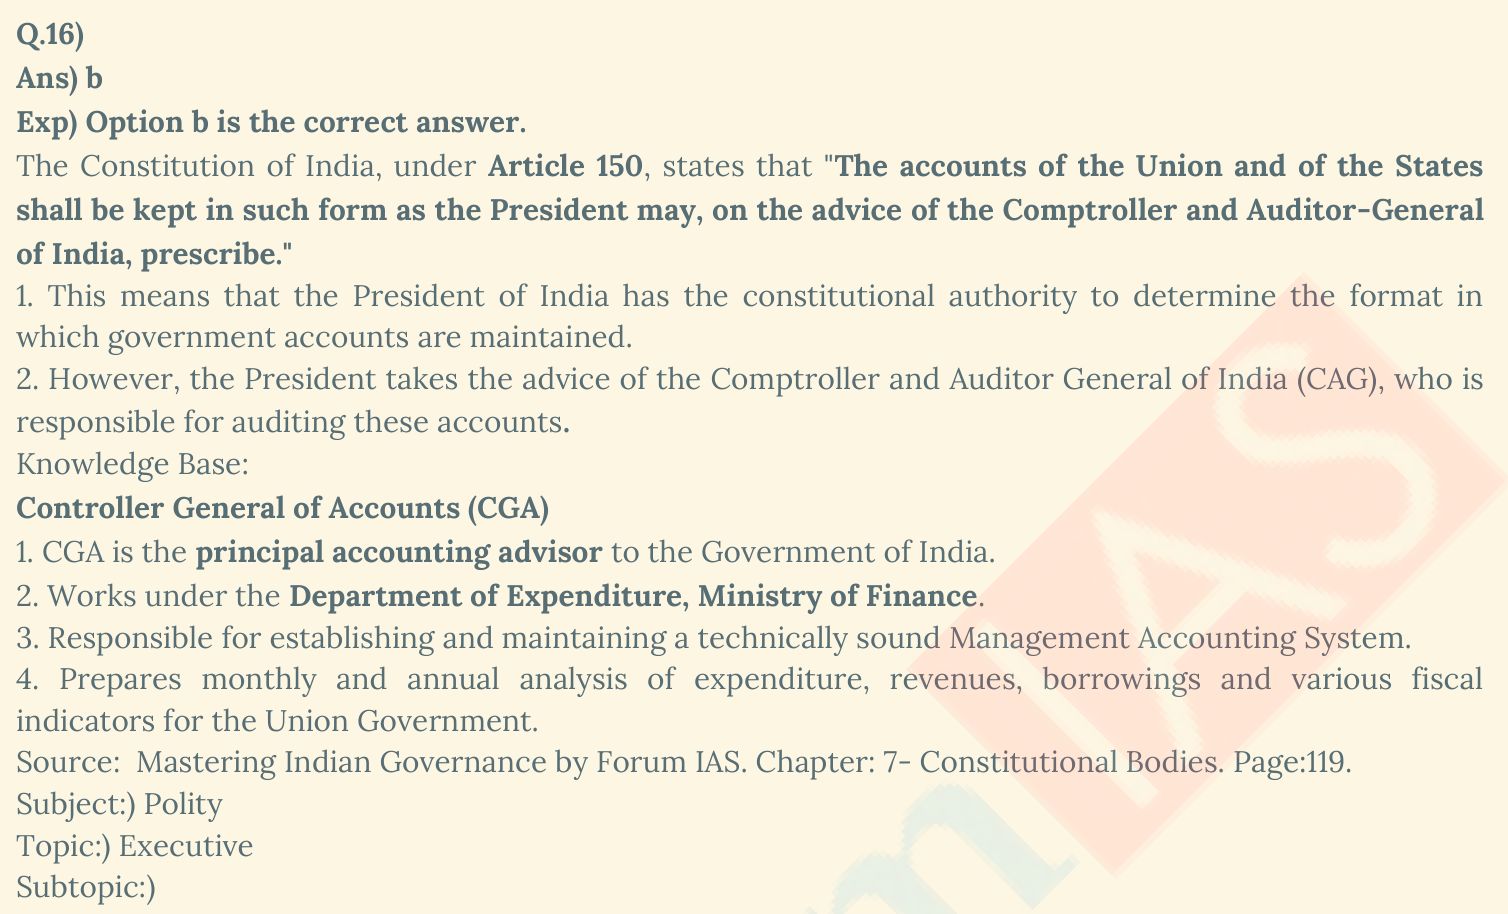 Q.16)
Ans) b
Exp) Option b is the correct answer.
The Constitution of India, under Article 150, states that "The accounts of the Union and of the States
shall be kept in such form as the President may, on the advice of the Comptroller and Auditor-General
of India, prescribe."
1. This means that the President of India has the constitutional authority to determine the format in
which government accounts are maintained.
2. However, the President takes the advice of the Comptroller and Auditor General of India (CAG), who is
responsible for auditing these accounts.
Knowledge Base:
Controller General of Accounts (CGA)
1. CGA is the principal accounting advisor to the Government of India.
2. Works under the Department of Expenditure, Ministry of Finance.
3. Responsible for establishing and maintaining a technically sound Management Accounting System.
4. Prepares monthly and annual analysis of expenditure, revenues, borrowings and various fiscal
indicators for the Union Government.
Source:  Mastering Indian Governance by Forum IAS. Chapter: 7- Constitutional Bodies. Page:119.
Subject:) Polity
Topic:) Executive
Subtopic:)
IAS
m